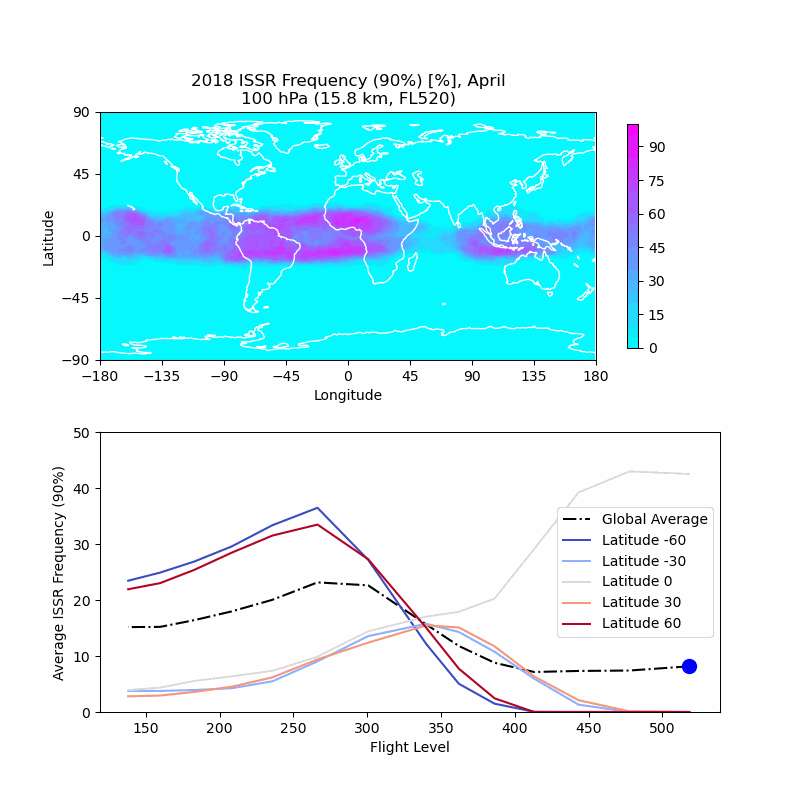 2018 ISSR Frequency (90%) [%], April
100 hPa (15.8 km, FL520)
90
45
0
−45
−90
Latitude
−180 −135 −90 −45 0 45 90 135 180
Longitude
90
75
60
45
30
15
0
50
40
30
20
10
0
Average ISSR Frequency (90%)
Global Average
Latitude -60
Latitude -30
Latitude 0
Latitude 30
Latitude 60
150 200 250 300 350 400 450 500
Flight Level